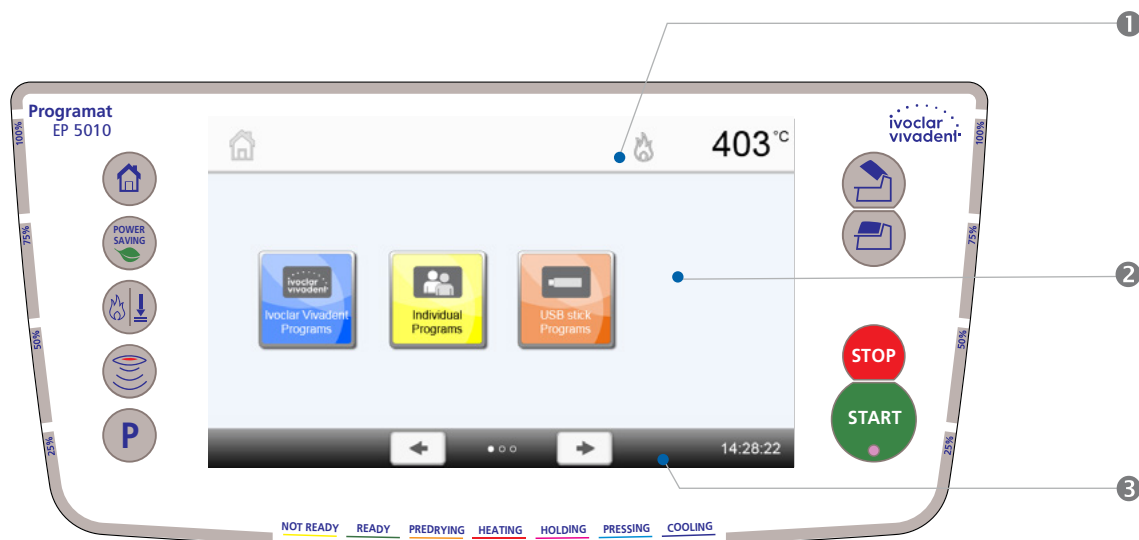 1
Programat
EP 5010
ivoclar
vivadent
100%
100%
403 °C
POWER
SAVING
75%
75%
2
ivoclar
vivadent
Ivoclar Vivadent
Programs
Individual
Programs
USB stick
Programs
50%
50%
STOP
START
P
25%
25%
14:28:22
3
NOT READY READY PREDRYING HEATING HOLDING PRESSING COOLING